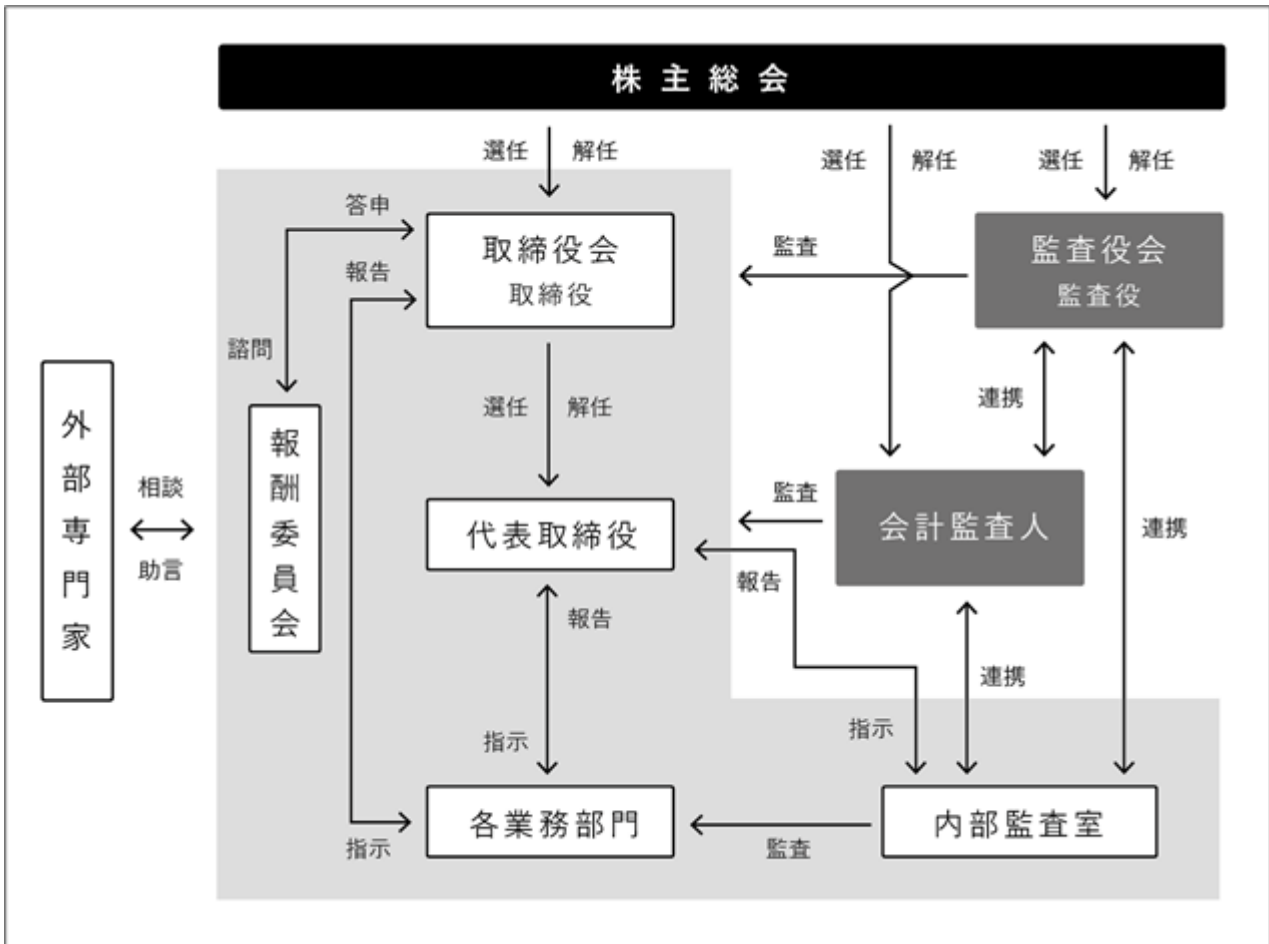 株主総会
選任
解任
選任
解任
選任
解任
答申
取締役会
取締役
監査
監査役会
監査役
報告
諮問
選任
解任
連携
外部専門家
相談
助言
報酬委員会
代表取締役
監査
会計監査人
連携
報告
報告
連携
指示
指示
各業務部門
内部監査室
指示
監査